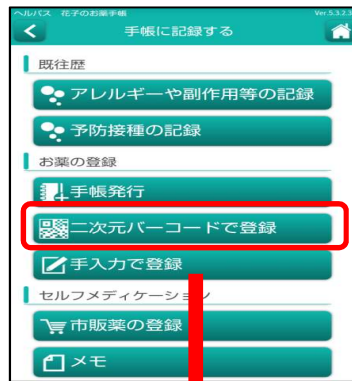 ヘルパス 花子のお薬手帳 Ver.5.3.2.3
手帳に記録する
既往歴
アレルギーや副作用等の記録
予防接種の記録
お薬の登録
手帳発行
二次元バーコードで登録
手入力で登録
セルフメディケーション
市販薬の登録
メモ